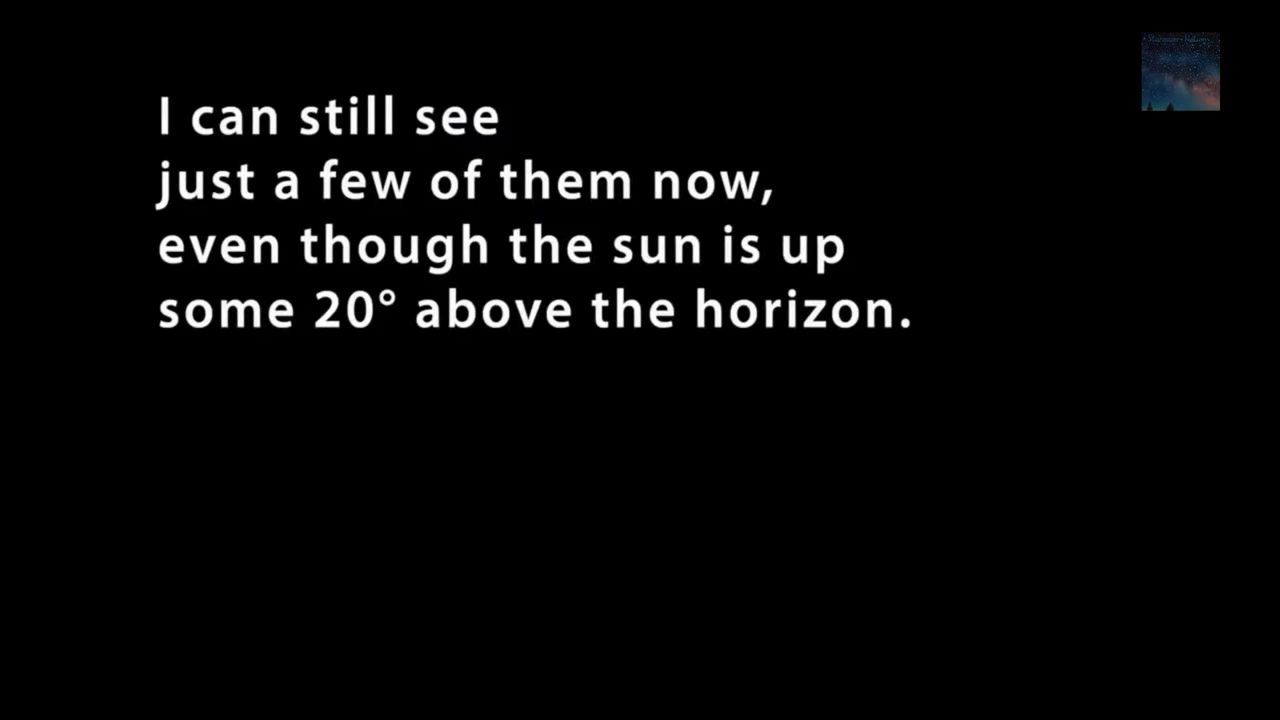 I can still see
just a few of them now,
even though the sun is up
some 20° above the horizon.